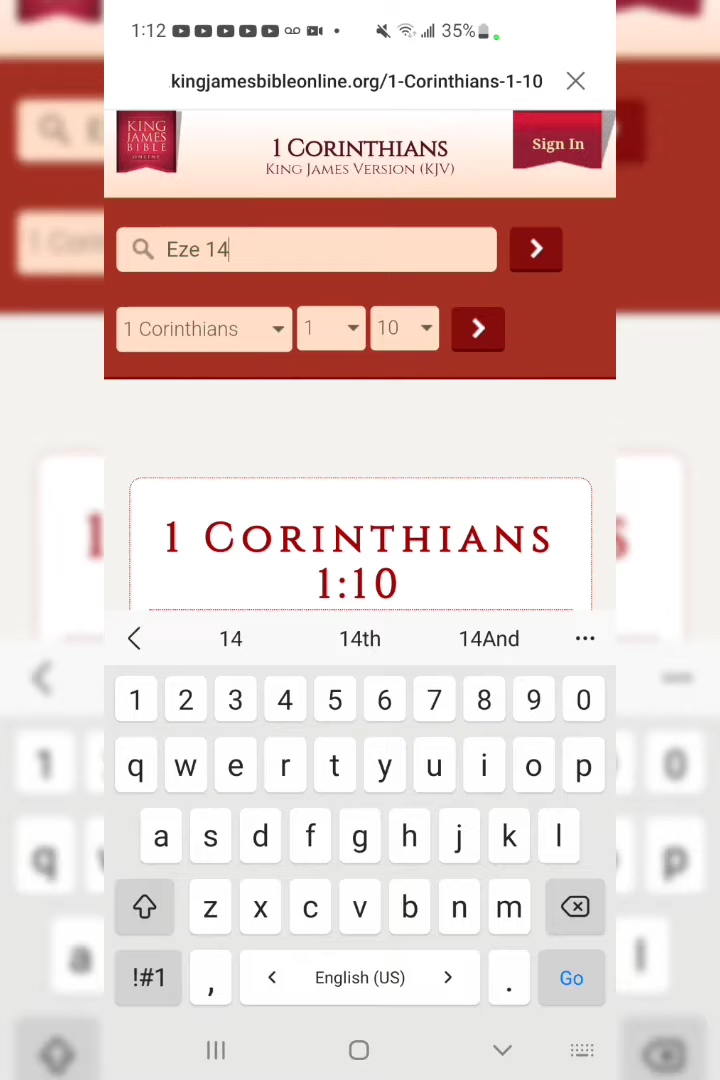 1:12
35%
kingjamesbibleonline.org/1-Corinthians-1-10
KING
JAMES
BIBLE
ONLINE
1 CORINTHIANS
KING JAMES VERSION (KJV)
Sign In
Eze 14
1 Corinthians 1 10
1 CORINTHIANS
1:10
14 14th 14And
1 2 3 4 5 6 7 8 9 0
q w e r t y u i o p
a s d f g h j k l
z x c v b n m
!#1 , English (US) . Go